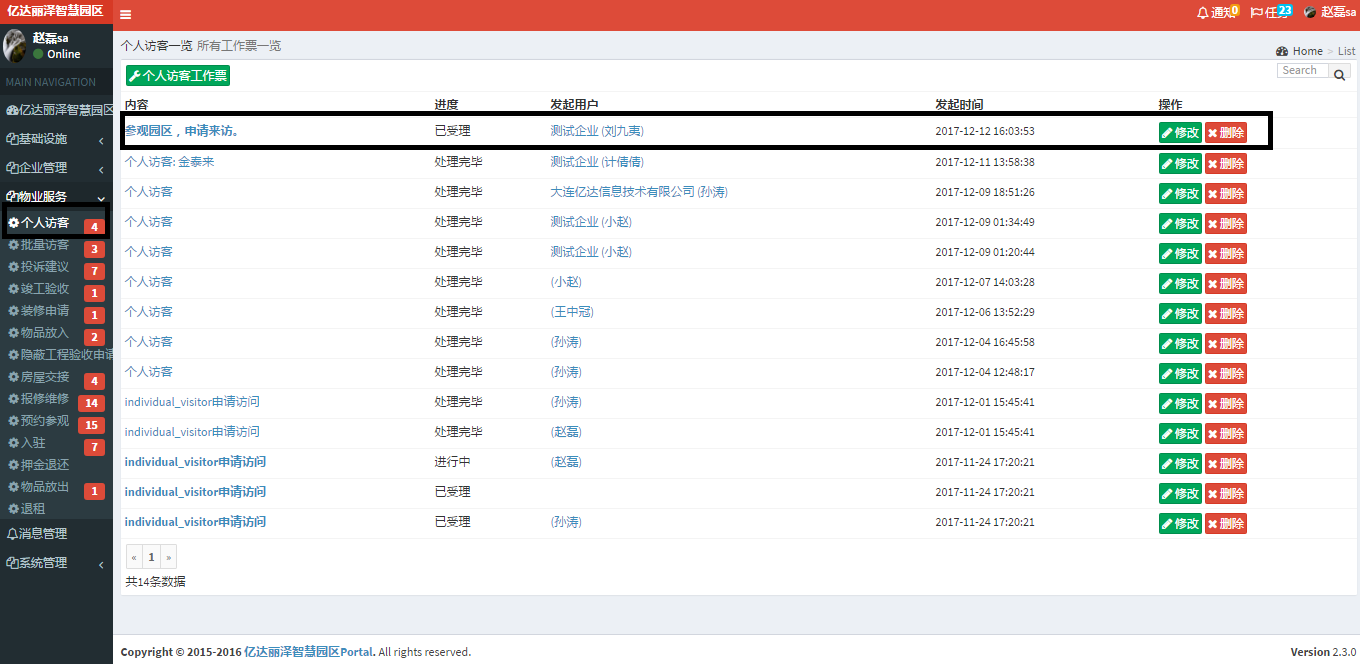 亿达丽泽智慧园区
通知 0 任务 23 赵磊sa
赵磊sa
Online
MAIN NAVIGATION
亿达丽泽智慧园区
基础设施
企业管理
物业服务
个人访客 4
批量访客 3
投诉建议 7
竣工验收 1
装修申请 1
物品放入 2
隐蔽工程验收申请
房屋交接 4
报修维修 14
预约参观 15
入驻 7
押金退还
物品放出 1
退租
消息管理
系统管理
个人访客一览 所有工作票一览
Home > List
个人访客工作票
Search
内容 进度 发起用户 发起时间 操作
参观园区，申请来访。 已受理 测试企业 (刘九夷) 2017-12-12 16:03:53 修改 删除
个人访客: 金泰来 处理完毕 测试企业 (计倩倩) 2017-12-11 13:58:38 修改 删除
个人访客 处理完毕 大连亿达信息技术有限公司 (孙涛) 2017-12-09 18:51:26 修改 删除
个人访客 处理完毕 测试企业 (小赵) 2017-12-09 01:34:49 修改 删除
个人访客 处理完毕 测试企业 (小赵) 2017-12-09 01:20:44 修改 删除
个人访客 处理完毕 (小赵) 2017-12-07 14:03:28 修改 删除
个人访客 处理完毕 (王中冠) 2017-12-06 13:52:29 修改 删除
个人访客 处理完毕 (孙涛) 2017-12-04 16:45:58 修改 删除
个人访客 处理完毕 (孙涛) 2017-12-04 12:48:17 修改 删除
individual_visitor申请访问 处理完毕 (孙涛) 2017-12-01 15:45:41 修改 删除
individual_visitor申请访问 处理完毕 (赵磊) 2017-12-01 15:45:41 修改 删除
individual_visitor申请访问 进行中 (赵磊) 2017-11-24 17:20:21 修改 删除
individual_visitor申请访问 已受理 2017-11-24 17:20:21 修改 删除
individual_visitor申请访问 已受理 (孙涛) 2017-11-24 17:20:21 修改 删除
« 1 »
共14条数据
Copyright © 2015-2016 亿达丽泽智慧园区Portal. All rights reserved.
Version 2.3.0